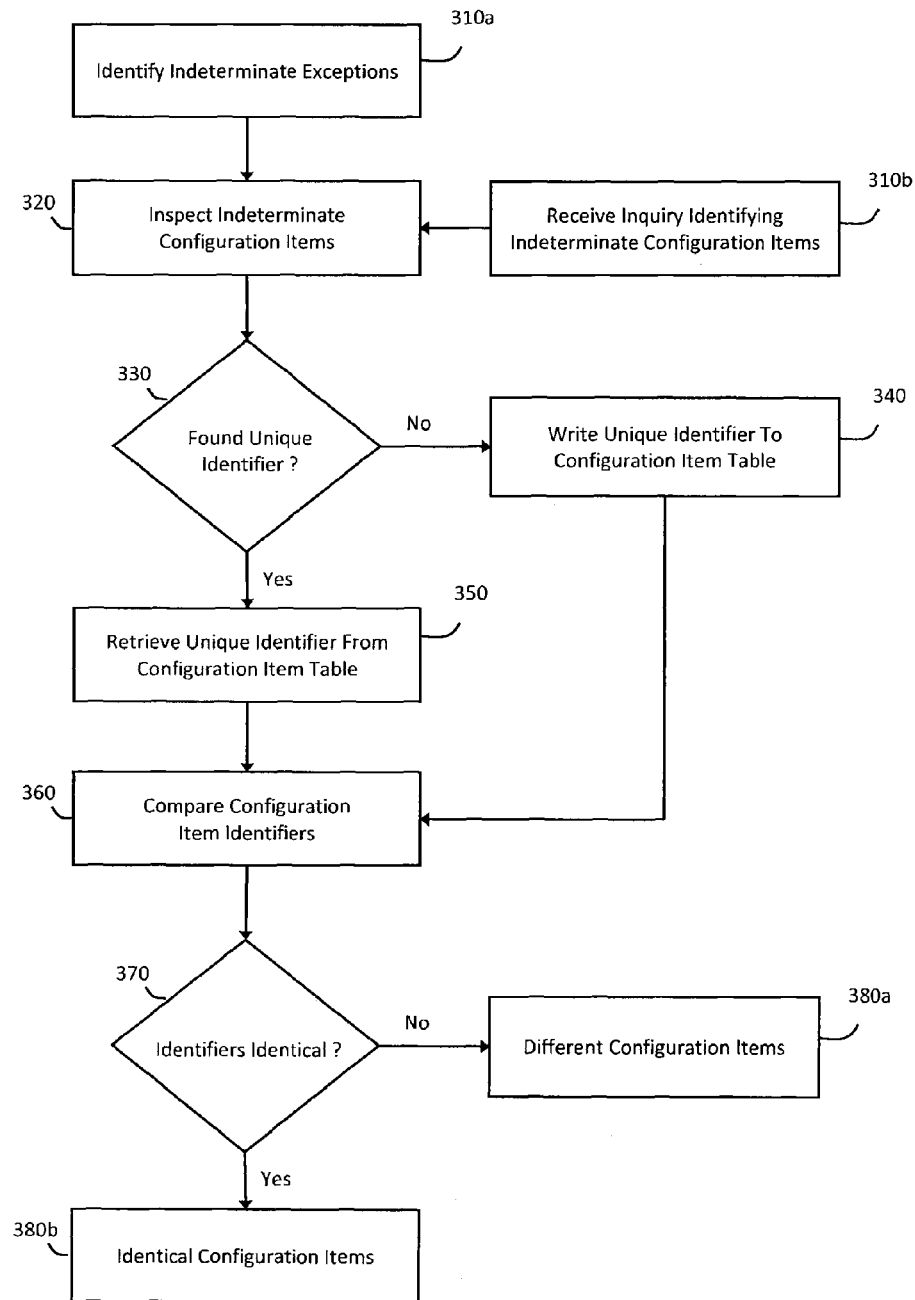 310a
Identify Indeterminate Exceptions
320
Inspect Indeterminate
Configuration Items
310b
Receive Inquiry Identifying
Indeterminate Configuration Items
330
Found Unique
Identifier ?
No
340
Write Unique Identifier To
Configuration Item Table
Yes
350
Retrieve Unique Identifier From
Configuration Item Table
360
Compare Configuration
Item Identifiers
370
Identifiers Identical ?
No
380a
Different Configuration Items
Yes
380b
Identical Configuration Items